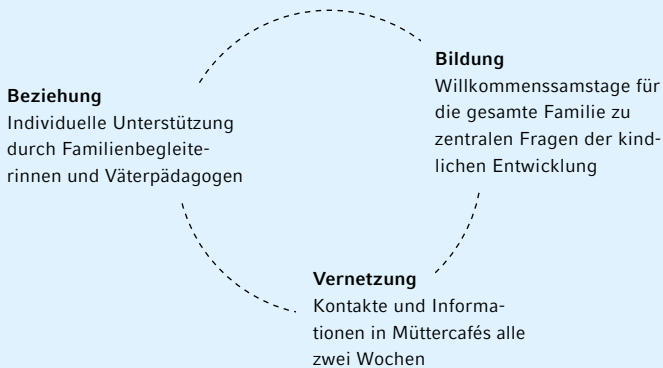 Beziehung
Individuelle Unterstützung
durch Familienbegleite-
rinnen und Väterpädagogen
Bildung
Willkommenssamstage für
die gesamte Familie zu
zentralen Fragen der kind-
lichen Entwicklung
Vernetzung
Kontakte und Informa-
tionen in Müttercafés alle
zwei Wochen